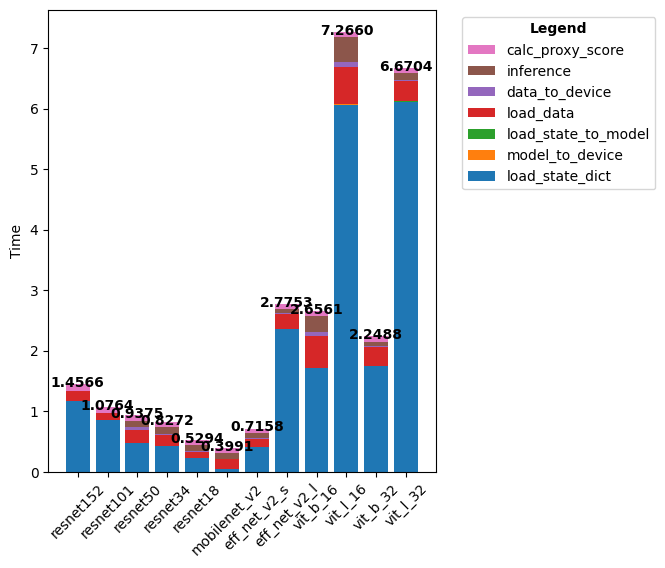 7.2660
6.6704
2.7753
2.6561
2.2488
1.4566
1.0764
0.9375
0.8272
0.5294
0.3991
0.7158
Time
7
6
5
4
3
2
1
0
resnet152
resnet101
resnet50
resnet34
resnet18
mobilenet_v2
eff_net_v2_s
eff_net_v2_l
vit_b_16
vit_l_16
vit_b_32
vit_l_32
Legend
calc_proxy_score
inference
data_to_device
load_data
load_state_to_model
model_to_device
load_state_dict